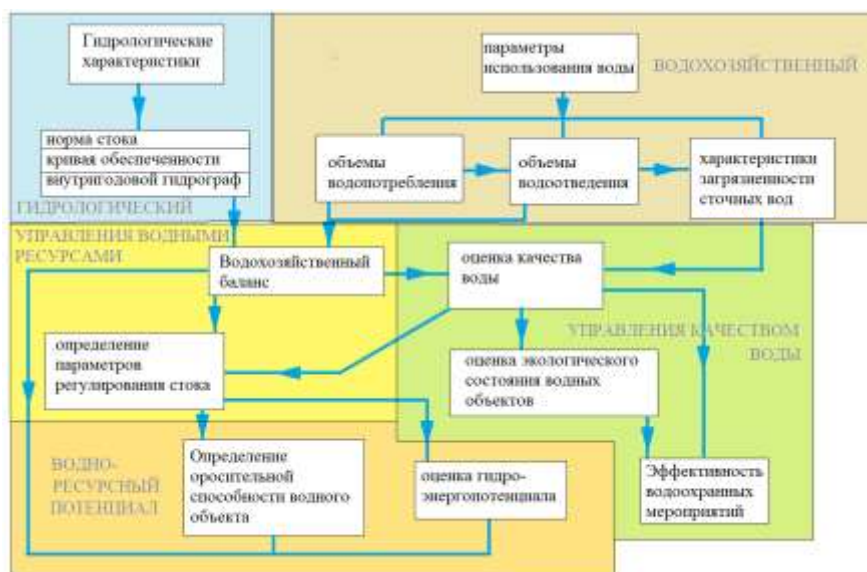 Гидрологические
характеристики
норма стока
кривая обеспеченности
внутригодовой гидрограф
ГИДРОЛОГИЧЕСКИЙ
параметры
использования воды
ВОДОХОЗЯЙСТВЕННЫЙ
объемы
водопотребления
объемы
водоотведения
характеристики
загрязненности
сточных вод
УПРАВЛЕНИЯ ВОДНЫМИ
РЕСУРСАМИ
Водохозяйственный
баланс
оценка качества
воды
УПРАВЛЕНИЯ КАЧЕСТВОМ
ВОДЫ
определение
параметров
регулирования стока
оценка экологического
состояния водных
объектов
ВОДНО-
РЕСУРСНЫЙ
ПОТЕНЦИАЛ
Определение
оросительной
способности водного
объекта
оценка гидро-
энергопотенциала
Эффективность
водоохранных
мероприятий